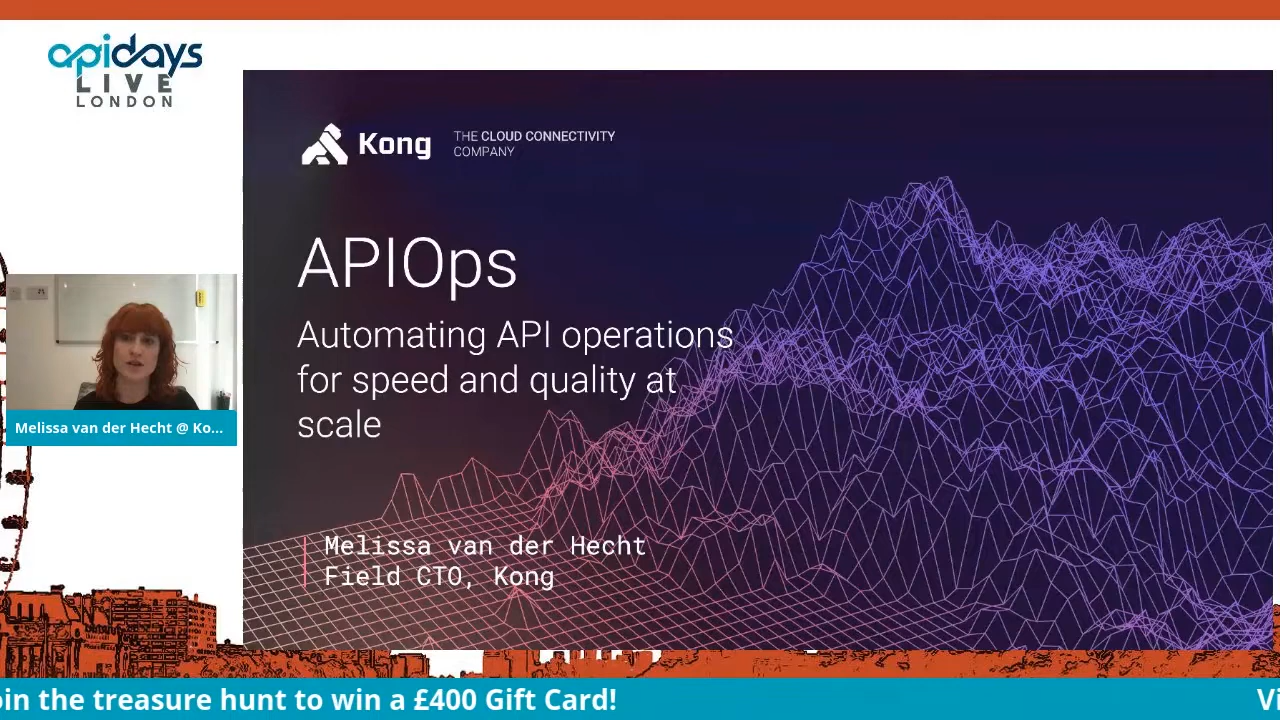 apidays
LIVE
LONDON
Kong
THE CLOUD CONNECTIVITY
COMPANY
APIOps
Automating API operations
for speed and quality at
scale
Melissa van der Hecht @ Ko...
Melissa van der Hecht
Field CTO, Kong
oin the treasure hunt to win a £400 Gift Card!
Vi